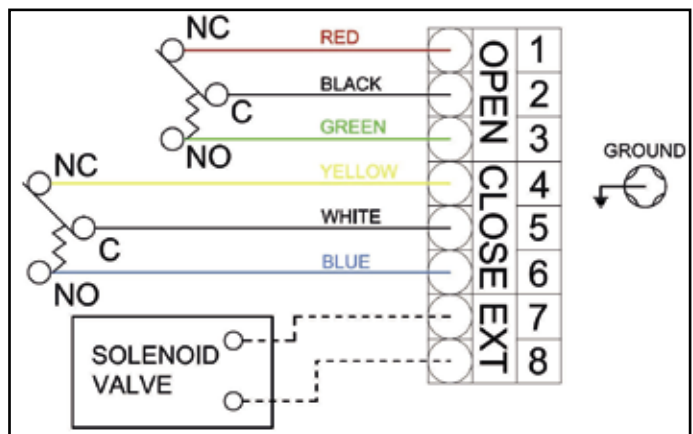 NC
RED
1
BLACK
2
C
GREEN
3
NO
OPEN
GROUND
NC
YELLOW
4
WHITE
5
C
BLUE
6
NO
CLOSE
7
SOLENOID
VALVE
8
EXT